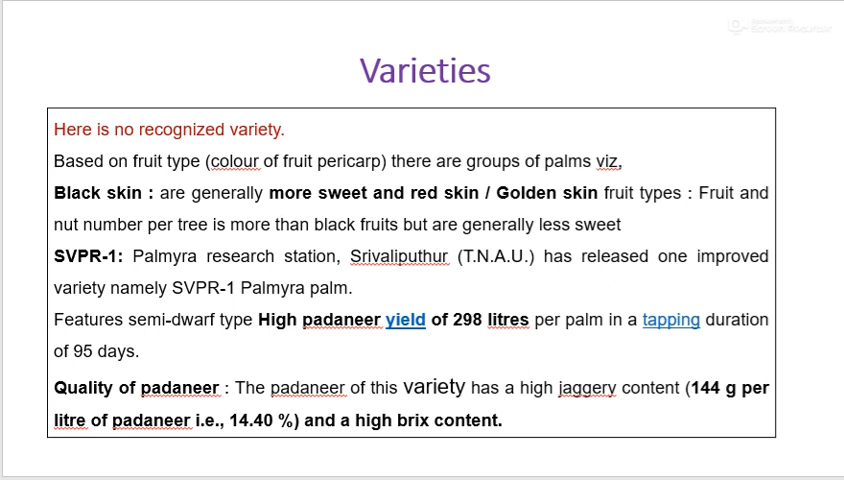 Varieties
Here is no recognized variety.
Based on fruit type (colour of fruit pericarp) there are groups of palms viz,
Black skin : are generally more sweet and red skin / Golden skin fruit types : Fruit and
nut number per tree is more than black fruits but are generally less sweet
SVPR-1: Palmyra research station, Srivaliputhur (T.N.A.U.) has released one improved
variety namely SVPR-1 Palmyra palm.
Features semi-dwarf type High padaneer yield of 298 litres per palm in a tapping duration
of 95 days.
Quality of padaneer : The padaneer of this variety has a high jaggery content (144 g per
litre of padaneer i.e., 14.40 %) and a high brix content.